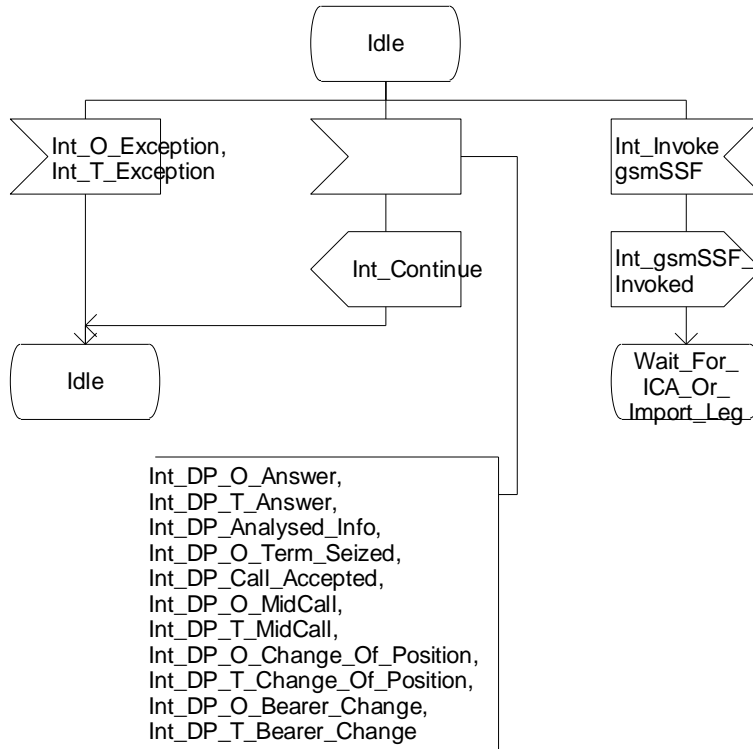 Idle
Int_O_Exception,
Int_T_Exception
Int_Invoke
gsmSSF
Int_Continue
Int_gsmSSF_
Invoked
Idle
Wait_For_
ICA_Or_
Import_Leg
Int_DP_O_Answer,
Int_DP_T_Answer,
Int_DP_Analysed_Info,
Int_DP_O_Term_Seized,
Int_DP_Call_Accepted,
Int_DP_O_MidCall,
Int_DP_T_MidCall,
Int_DP_O_Change_Of_Position,
Int_DP_T_Change_Of_Position,
Int_DP_O_Bearer_Change,
Int_DP_T_Bearer_Change